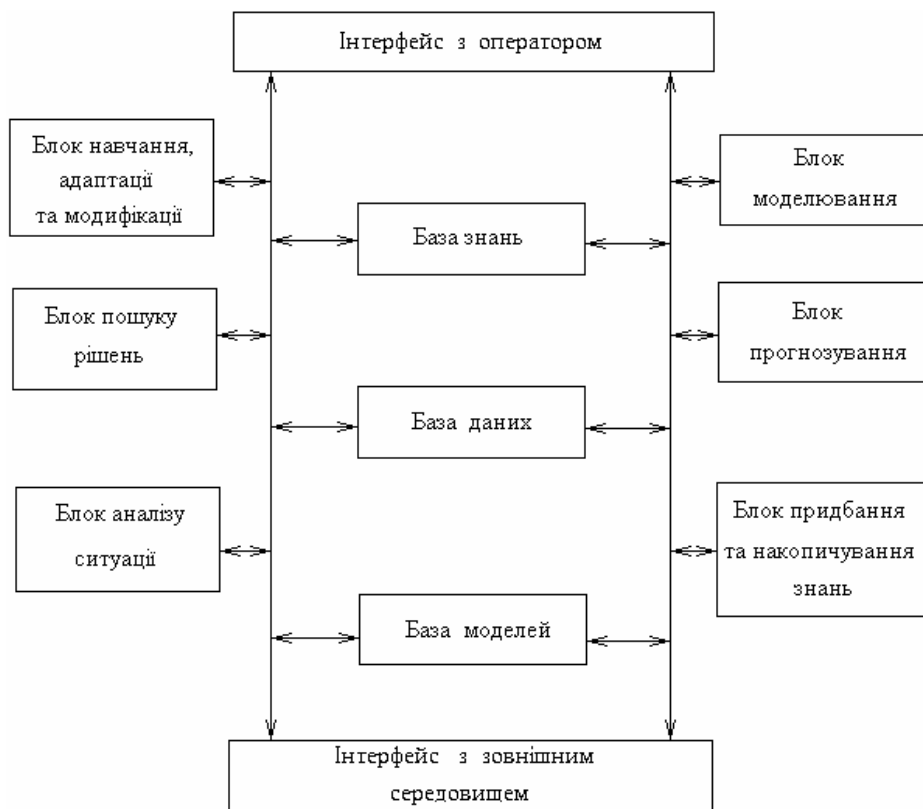 Інтерфейс з оператором
Блок навчання,
адаптації
та модифікації
Блок
моделювання
База знань
Блок пошуку
рішень
Блок
прогнозування
База даних
Блок аналізу
ситуації
Блок придбання
та накопичування
знань
База моделей
Інтерфейс з зовнішним
середовищем